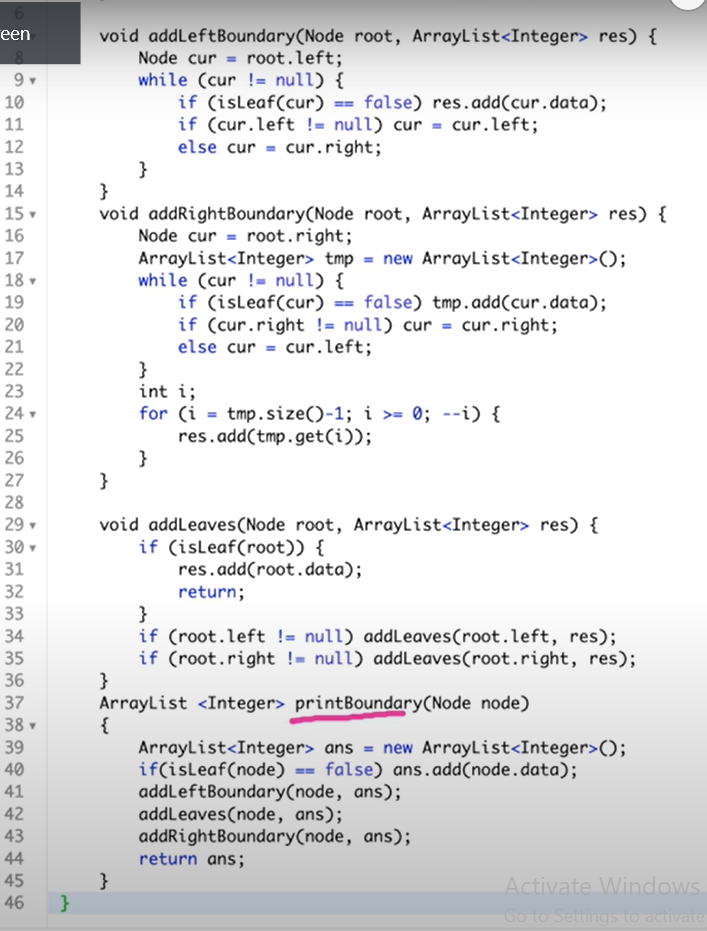 6
een
void addLeftBoundary(Node root, ArrayList<Integer> res) {
8 Node cur = root.left;
9 while (cur != null) {
10 if (isLeaf(cur) == false) res.add(cur.data);
11 if (cur.left != null) cur = cur.left;
12 else cur = cur.right;
13 }
14 }
15 void addRightBoundary(Node root, ArrayList<Integer> res) {
16 Node cur = root.right;
17 ArrayList<Integer> tmp = new ArrayList<Integer>();
18 while (cur != null) {
19 if (isLeaf(cur) == false) tmp.add(cur.data);
20 if (cur.right != null) cur = cur.right;
21 else cur = cur.left;
22 }
23 int i;
24 for (i = tmp.size()-1; i >= 0; --i) {
25 res.add(tmp.get(i));
26 }
27 }
28
29 void addLeaves(Node root, ArrayList<Integer> res) {
30 if (isLeaf(root)) {
31 res.add(root.data);
32 return;
33 }
34 if (root.left != null) addLeaves(root.left, res);
35 if (root.right != null) addLeaves(root.right, res);
36 }
37 ArrayList <Integer> printBoundary(Node node)
38 {
39 ArrayList<Integer> ans = new ArrayList<Integer>();
40 if(isLeaf(node) == false) ans.add(node.data);
41 addLeftBoundary(node, ans);
42 addLeaves(node, ans);
43 addRightBoundary(node, ans);
44 return ans;
45 }
46 }
Activate Windows
Go to Settings to activate